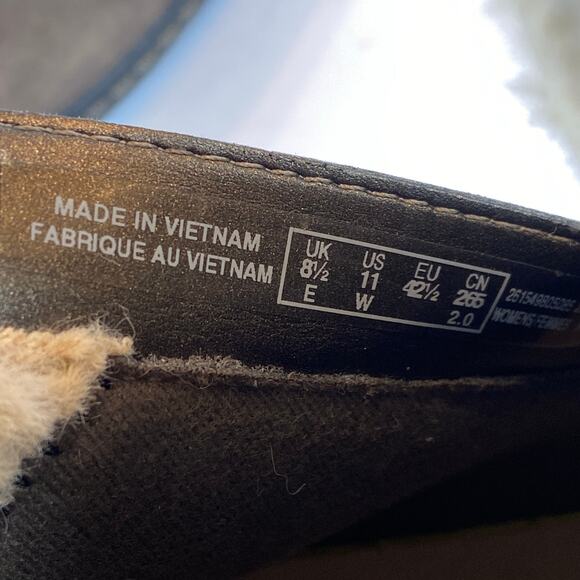 MADE IN VIETNAM
FABRIQUE AU VIETNAM
UK US EU CN
8½ 11 42½ 265
E W 2.0